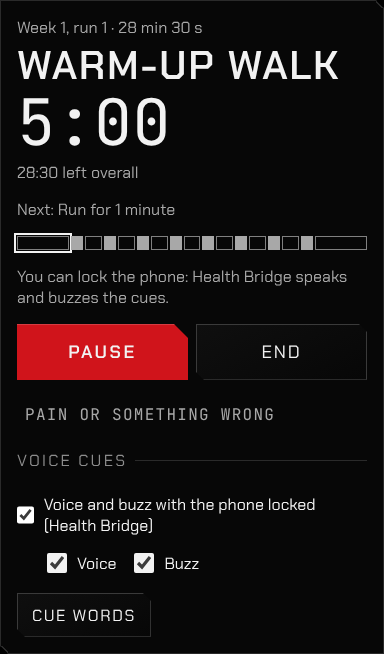 Week 1, run 1 · 28 min 30 s
WARM-UP WALK
5:00
28:30 left overall
Next: Run for 1 minute
You can lock the phone: Health Bridge speaks
and buzzes the cues.
PAUSE
END
PAIN OR SOMETHING WRONG
VOICE CUES
Voice and buzz with the phone locked
(Health Bridge)
Voice
Buzz
CUE WORDS